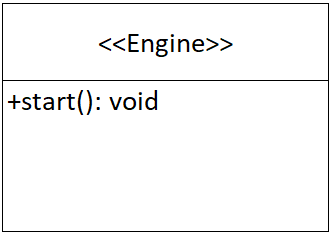 <<Engine>>
+start(): void